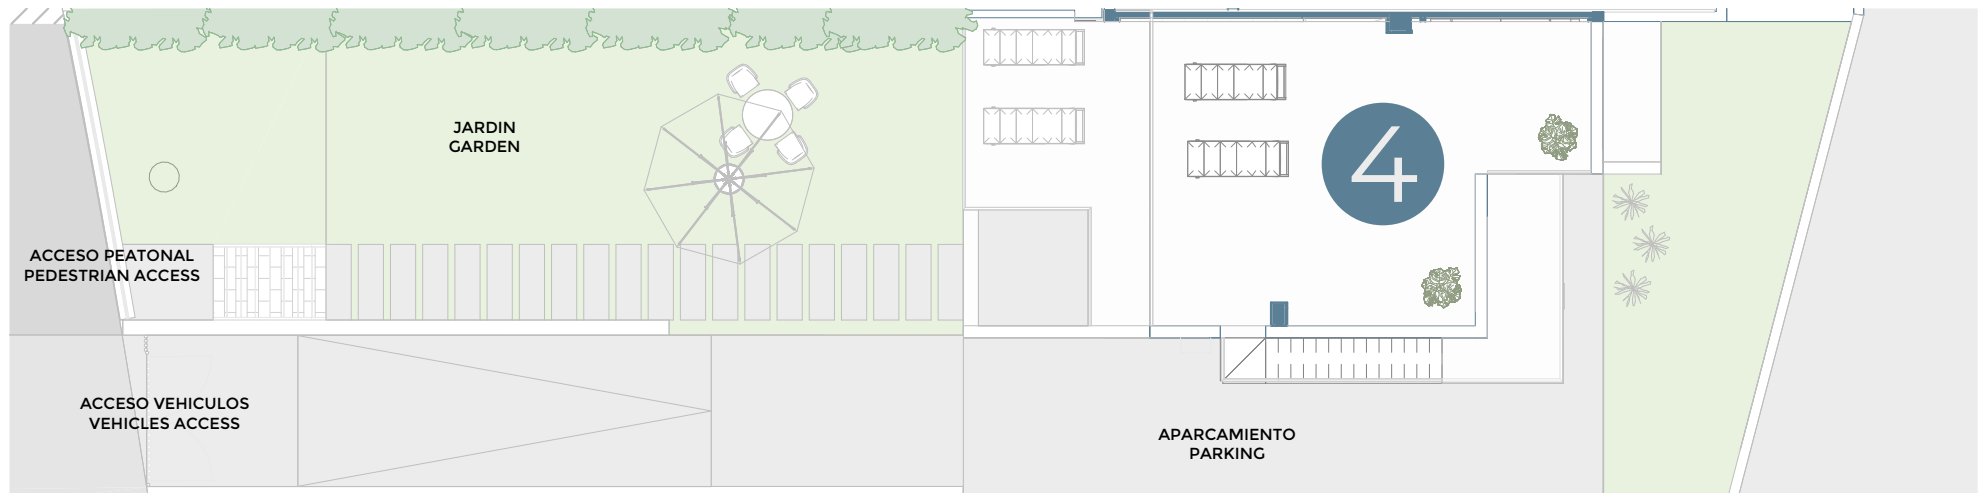 JARDIN
GARDEN
4
ACCESO PEATONAL
PEDESTRIAN ACCESS
ACCESO VEHICULOS
VEHICLES ACCESS
APARCAMIENTO
PARKING